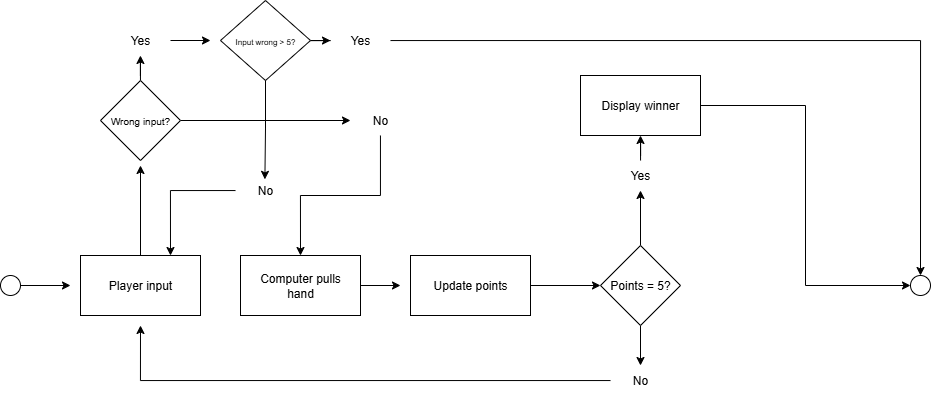 Yes
Input wrong > 5?
Yes
Display winner
Wrong input?
No
Yes
No
Player input
Computer pulls
hand
Update points
Points = 5?
No